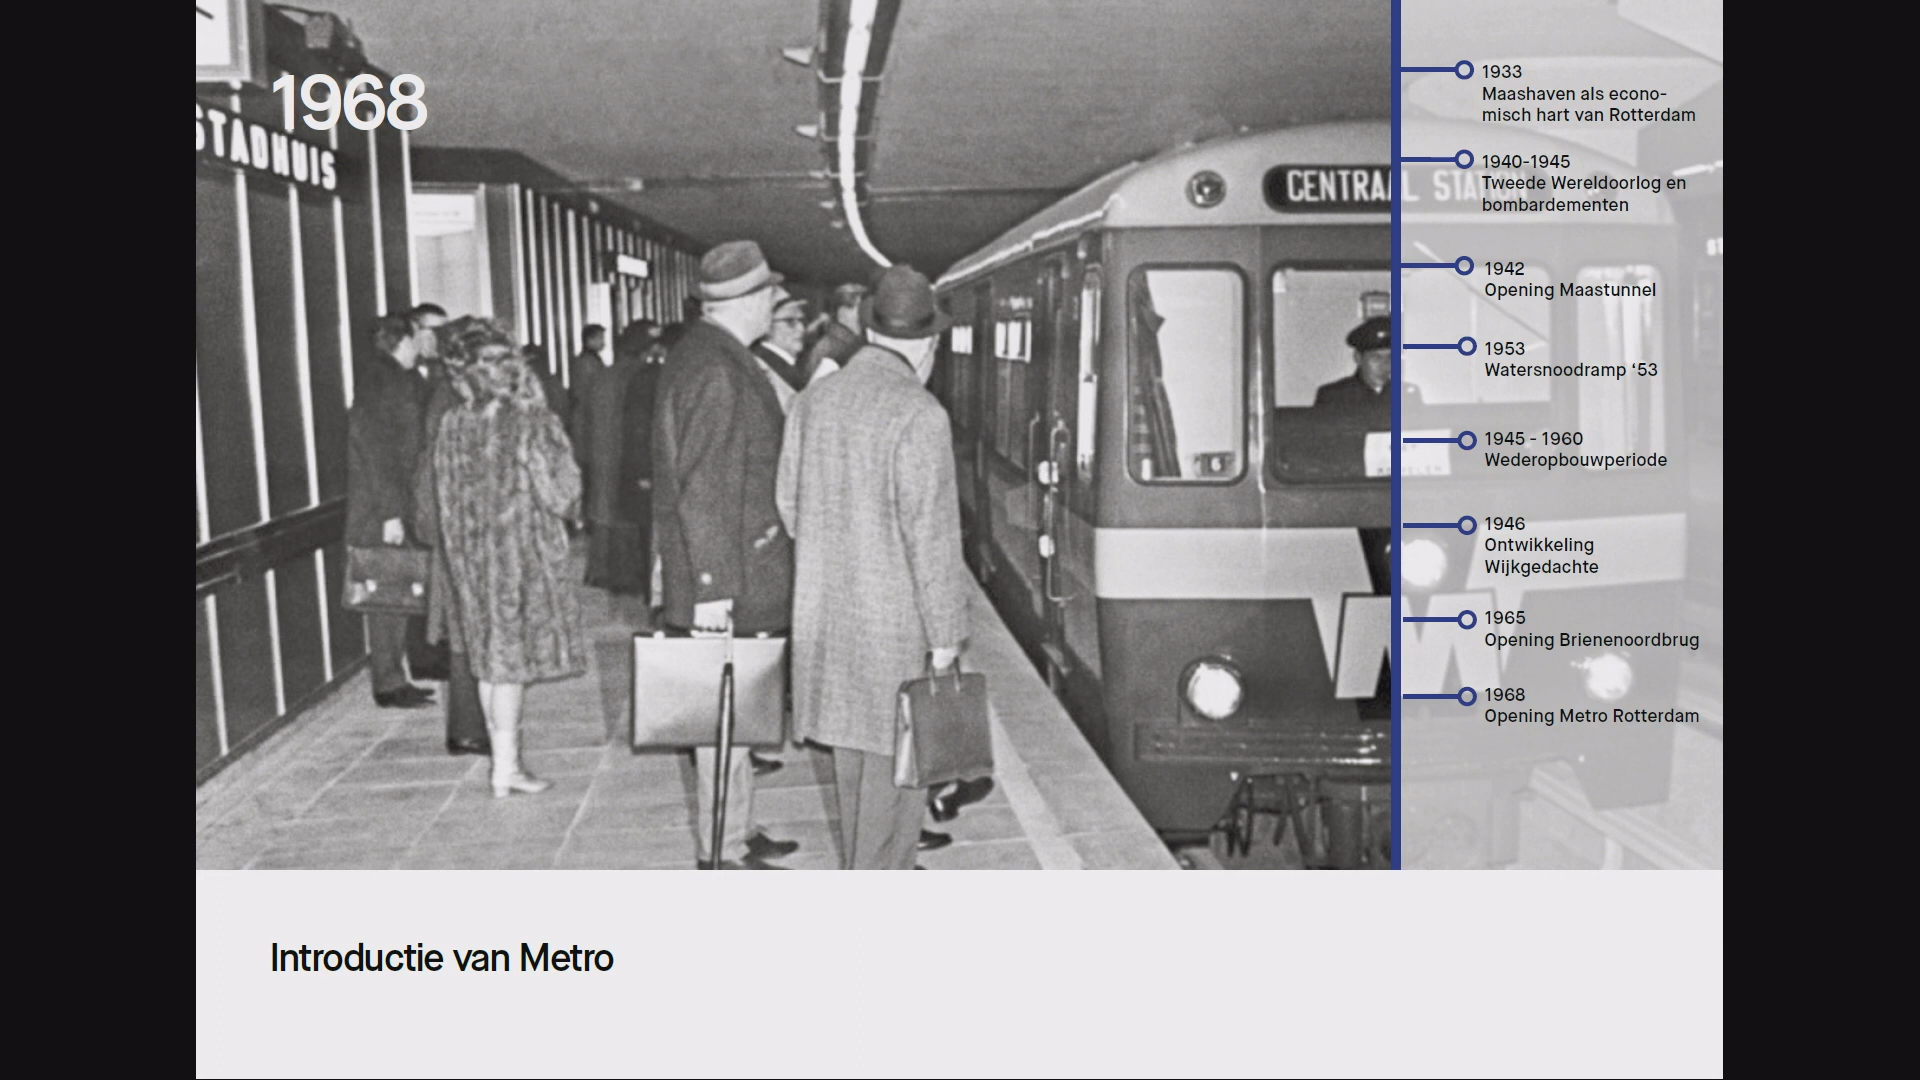 1968
STADHUIS
CENTRAAL STATION
1933
Maashaven als econo-
misch hart van Rotterdam
1940-1945
Tweede Wereldoorlog en
bombardementen
1942
Opening Maastunnel
1953
Watersnoodramp ‘53
1945 - 1960
Wederopbouwperiode
1946
Ontwikkeling
Wijkgedachte
1965
Opening Brienenoordbrug
1968
Opening Metro Rotterdam
6
M
Introductie van Metro